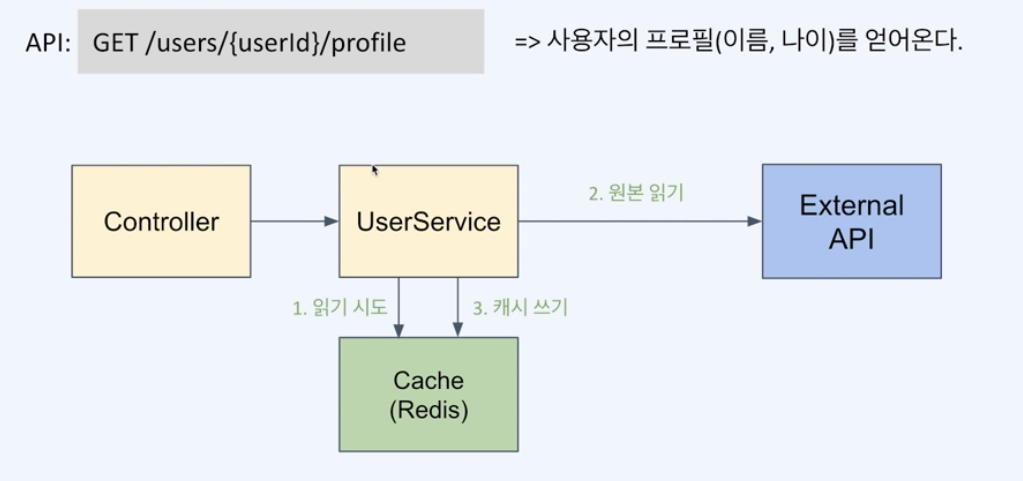 API: GET /users/{userId}/profile => 사용자의 프로필(이름, 나이)를 얻어온다.
Controller
UserService
2. 원본 읽기
External
API
1. 읽기 시도
3. 캐시 쓰기
Cache
(Redis)